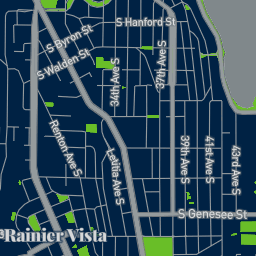 S Hanford St
S Byron St
S Walden St
34th Ave S
37th Ave S
Renton Ave S
Letitia Ave S
39th Ave S
41st Ave S
43rd Ave S
S Genesee St
Rainier Vista